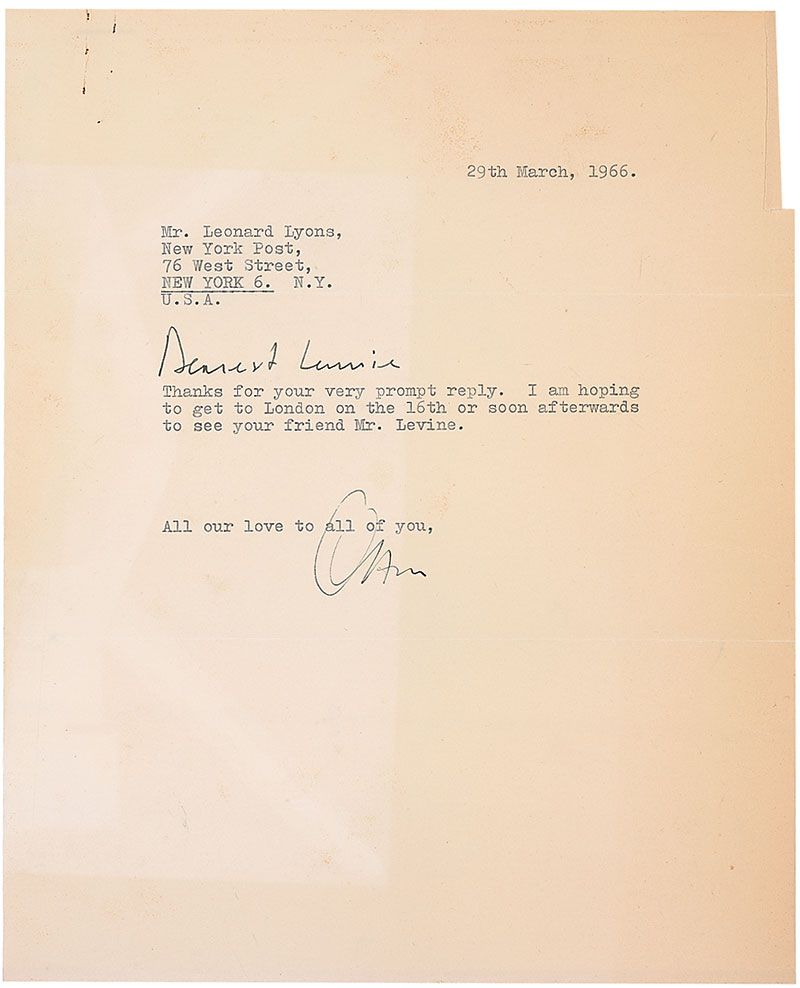 29th March, 1966.
Mr. Leonard Lyons,
New York Post,
76 West Street,
NEW YORK 6. N.Y.
U.S.A.
Dearest Lennie
Thanks for your very prompt reply. I am hoping
to get to London on the 16th or soon afterwards
to see your friend Mr. Levine.
All our love to all of you,